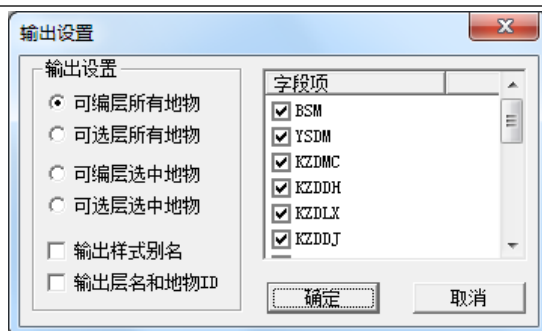 输出设置
输出设置
可编层所有地物
可选层所有地物
可编层选中地物
可选层选中地物
输出样式别名
输出层名和地物ID
字段项
BSM
YSDM
KZDMC
KZDDH
KZDLX
KZDDJ
确定
取消